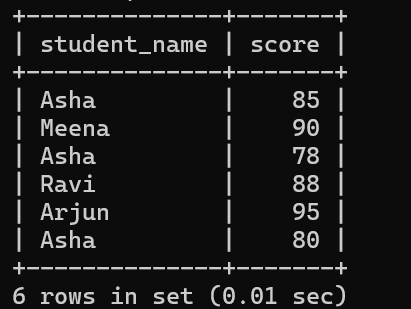 +--------------+-------+
| student_name | score |
+--------------+-------+
| Asha         |    85 |
| Meena        |    90 |
| Asha         |    78 |
| Ravi         |    88 |
| Arjun        |    95 |
| Asha         |    80 |
+--------------+-------+
6 rows in set (0.01 sec)